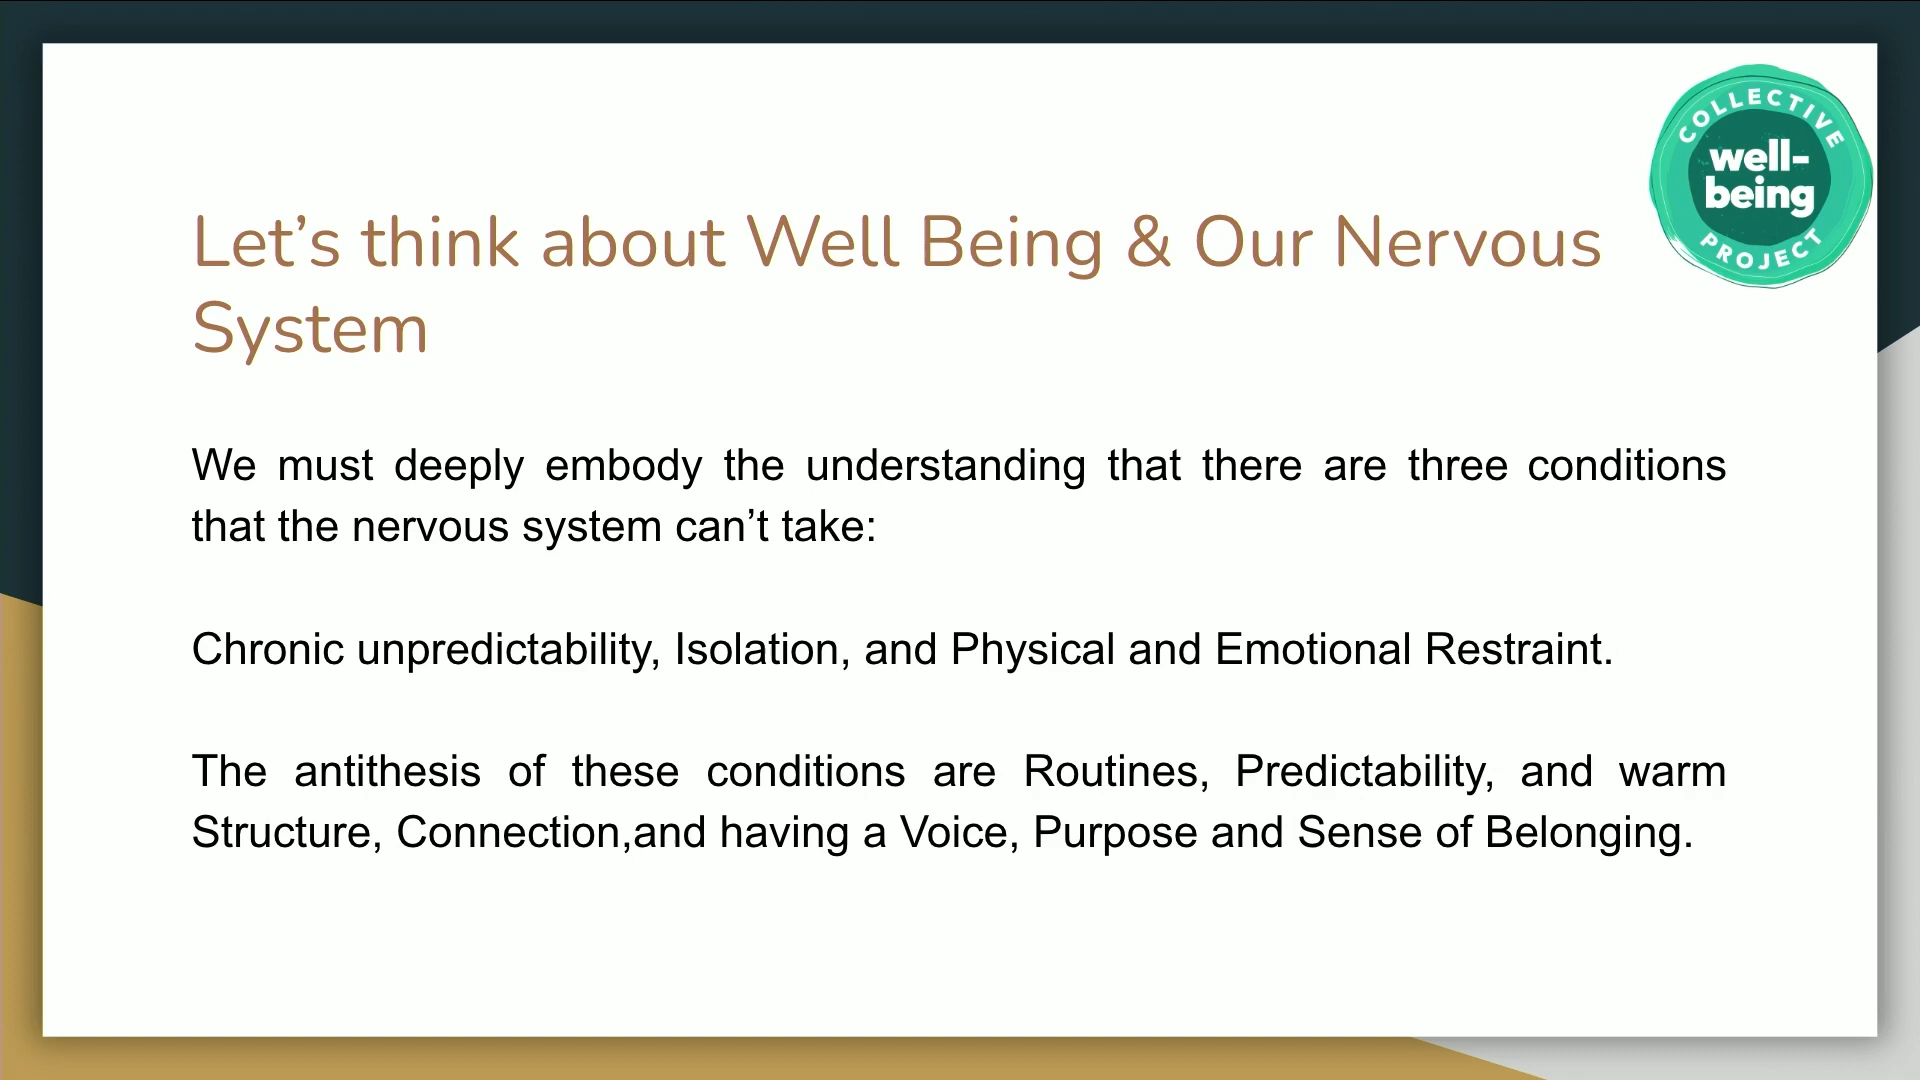 COLLECTIVE
well-
being
PROJECT
Let’s think about Well Being & Our Nervous
System
We must deeply embody the understanding that there are three conditions
that the nervous system can’t take:
Chronic unpredictability, Isolation, and Physical and Emotional Restraint.
The antithesis of these conditions are Routines, Predictability, and warm
Structure, Connection,and having a Voice, Purpose and Sense of Belonging.